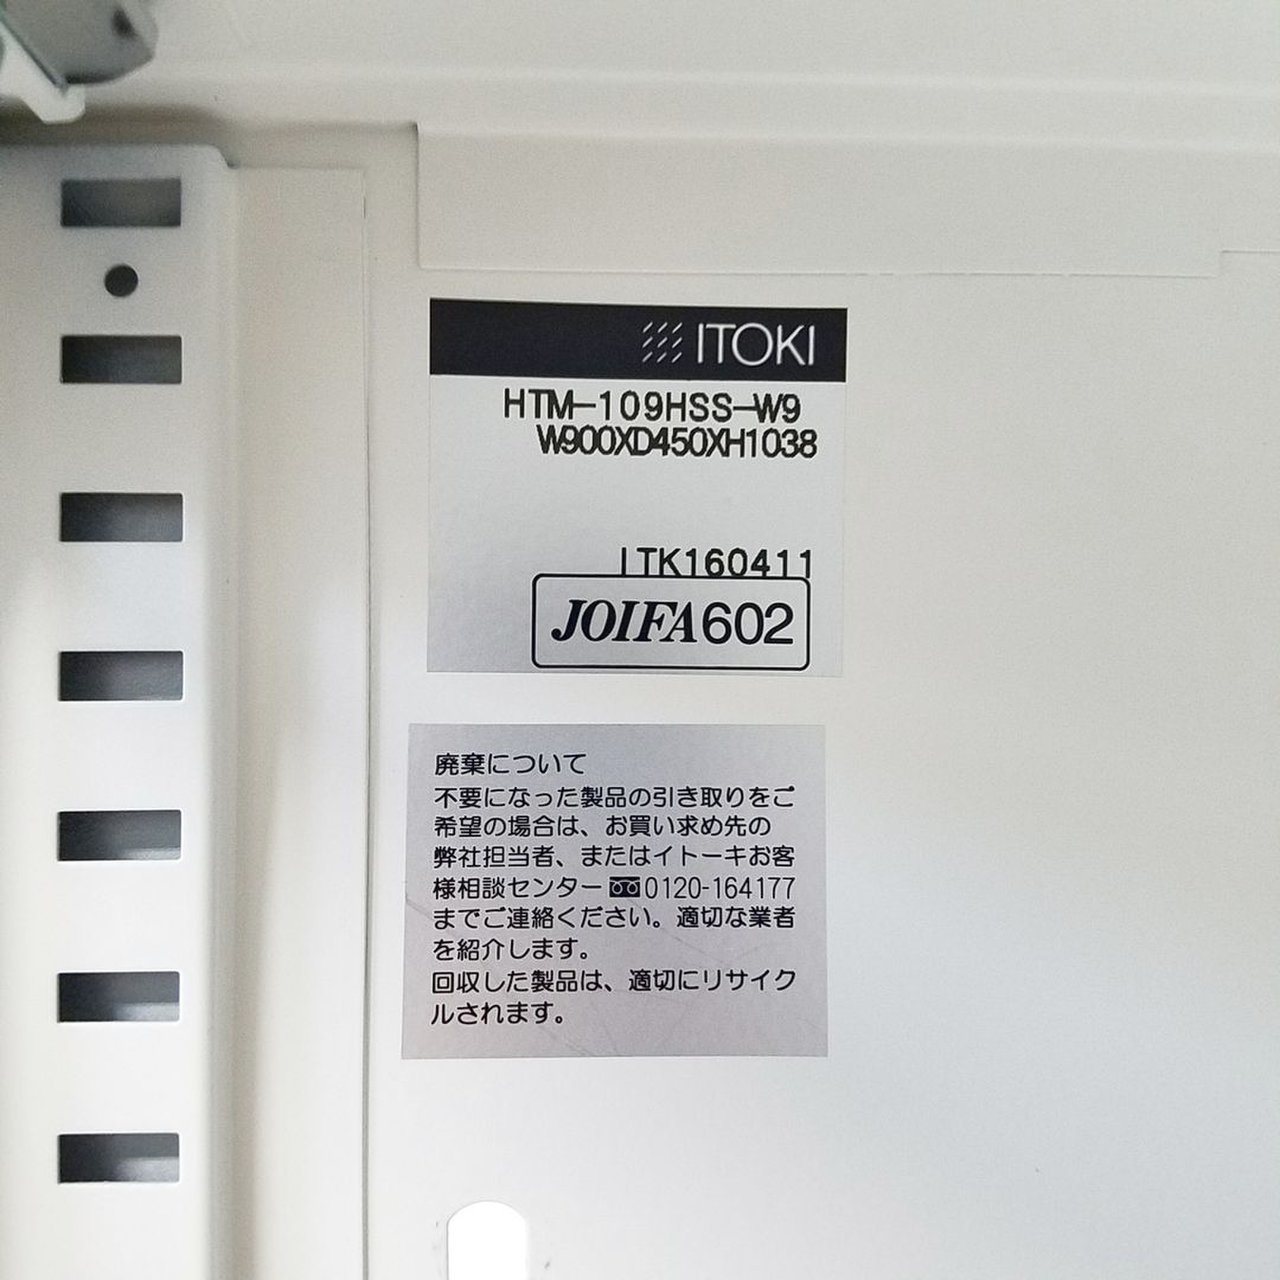 ITOKI
HTM-109HSS-W9
W900XD450XH1038
ITK160411
JOIFA602
廃棄について
不要になった製品の引き取りをご
希望の場合は、お買い求め先の
弊社担当者、またはイトーキお客
様相談センター0120-164177
までご連絡ください。適切な業者
を紹介します。
回収した製品は、適切にリサイク
ルされます。